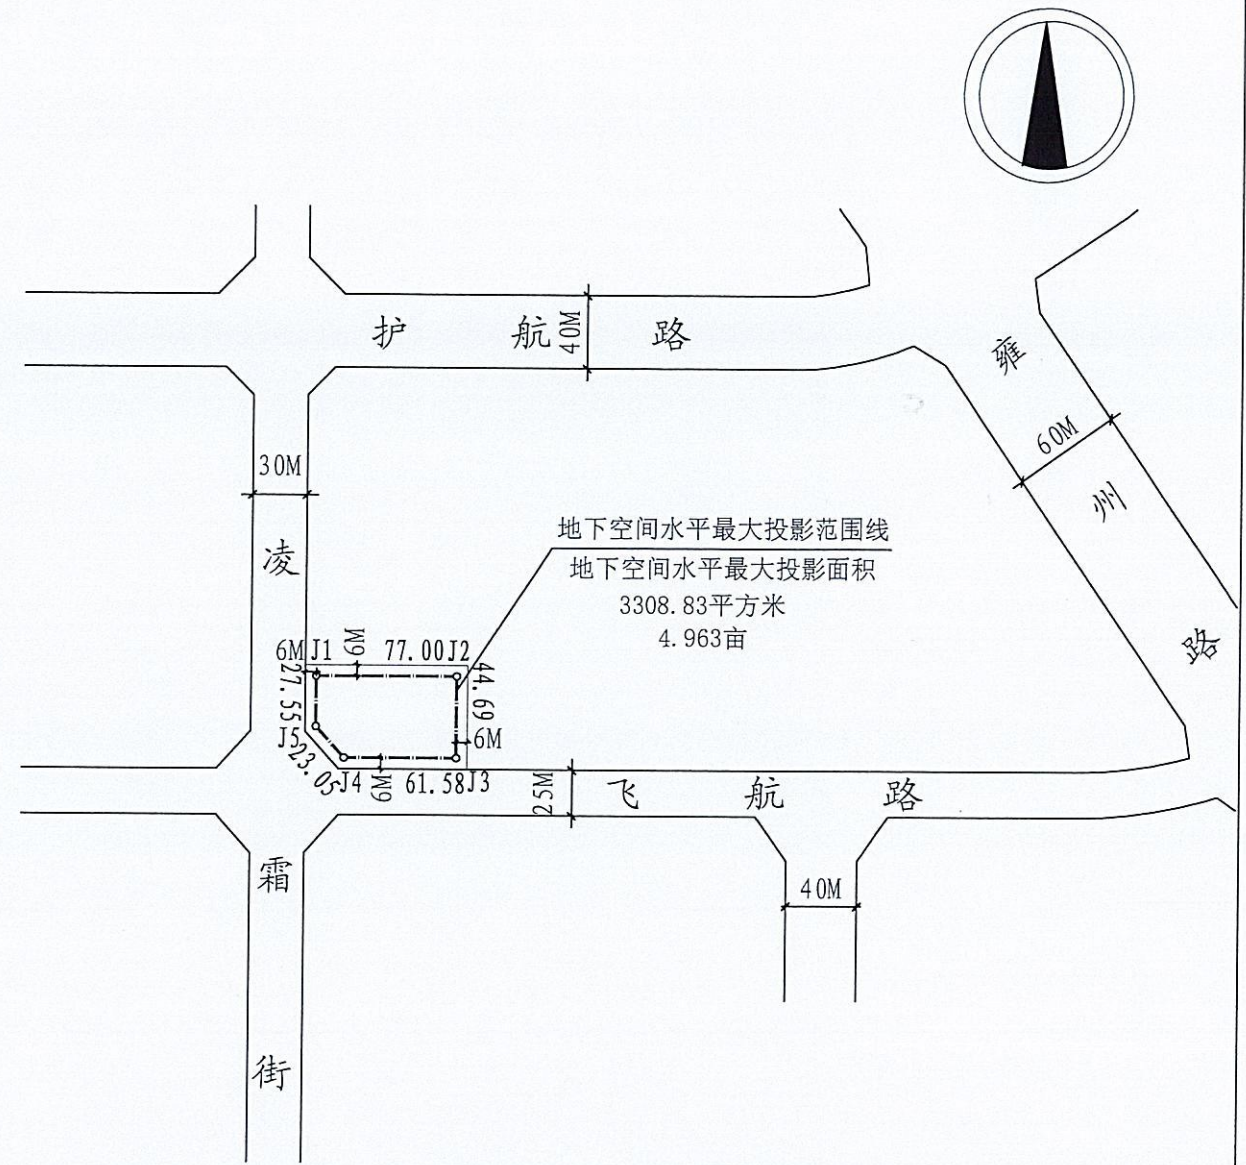 护航路
40M
雍州路
60M
30M
凌霜街
地下空间水平最大投影范围线
地下空间水平最大投影面积
3308.83平方米
4.963亩
6M
J1
6M
77.00
J2
44.69
27.55
J5
23.05
J4
6M
61.58
J3
6M
25M
飞航路
40M